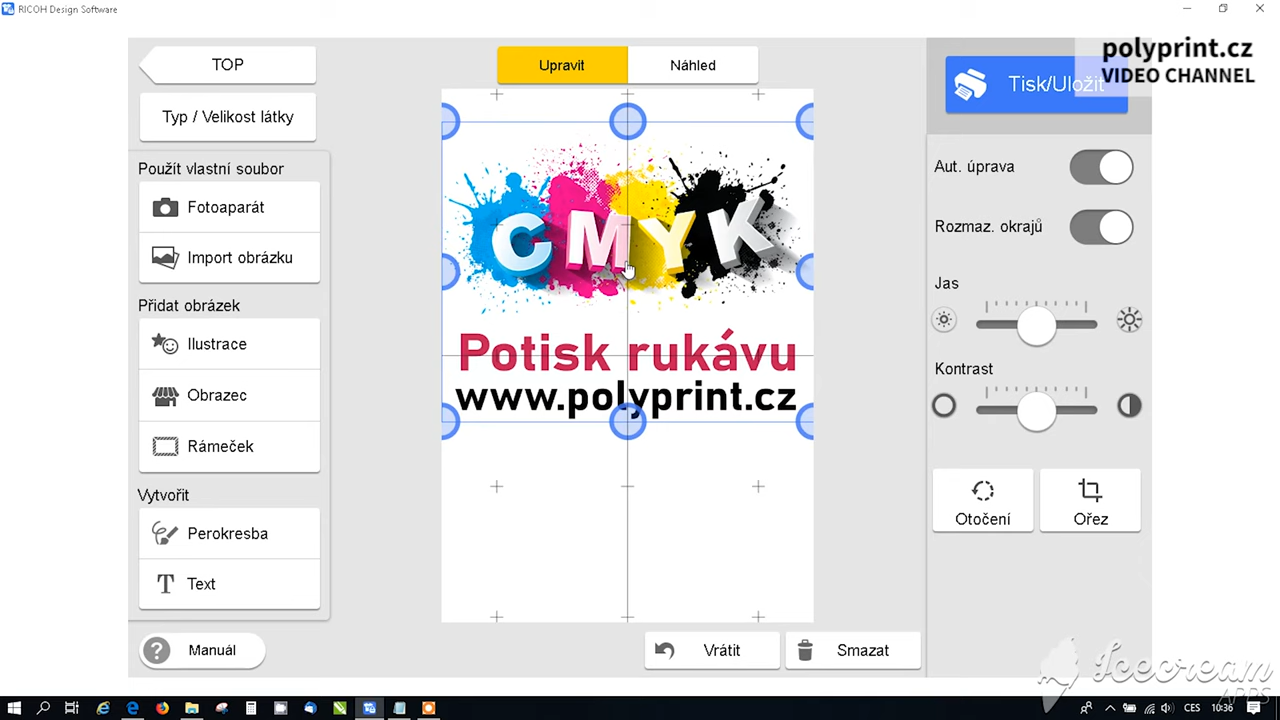 RICOH Design Software
polyprint.cz
VIDEO CHANNEL
TOP
Upravit
Náhled
Tisk/Uložit
Typ / Velikost látky
Použít vlastní soubor
Fotoaparát
Import obrázku
Přidat obrázek
Ilustrace
Obrazec
Rámeček
Vytvořit
Perokresba
Text
Manuál
CMYK
Potisk rukávu
www.polyprint.cz
Aut. úprava
Rozmaz. okrajů
Jas
Kontrast
Otočení
Ořez
Vrátit
Smazat
Icecream
APPS
CES
10:36